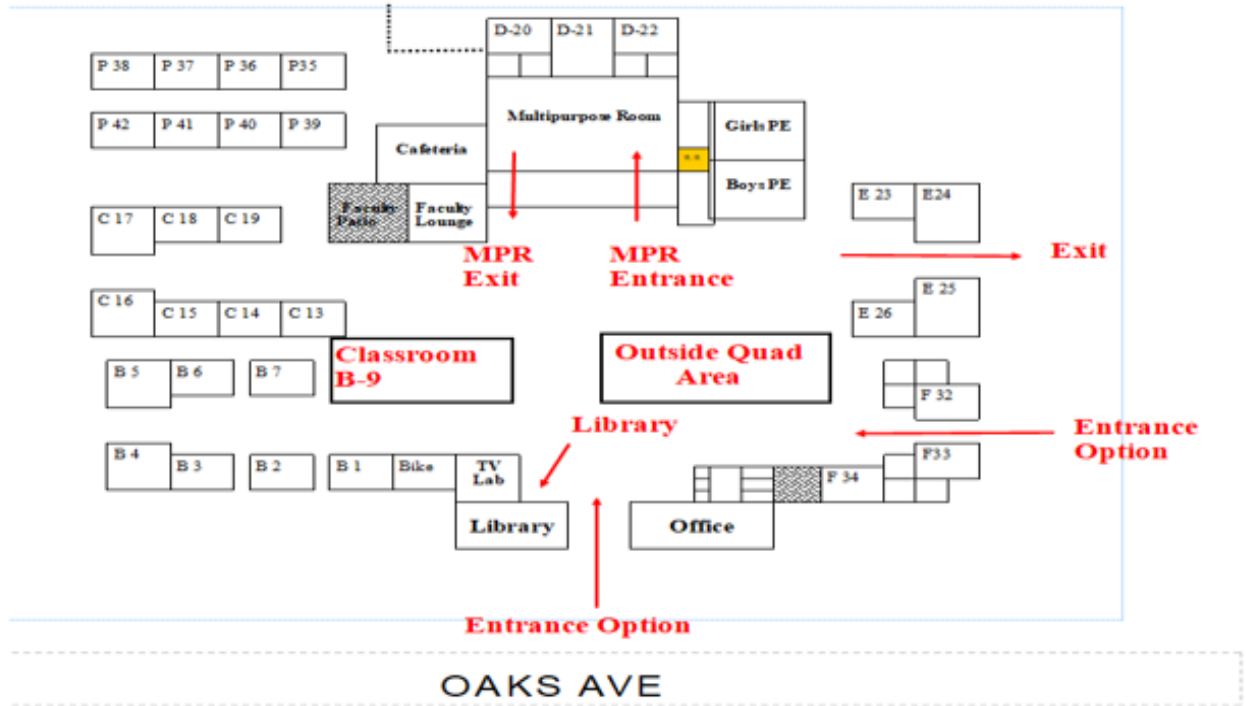 D-20 D-21 D-22
P 38 P 37 P 36 P35
Multipurpose Room
Girls PE
P 42 P 41 P 40 P 39
Cafeteria
Boys PE
E 23 E24
Faculty
Patio
Faculty
Lounge
C 17 C 18 C 19
MPR
Exit
MPR
Entrance
Exit
E 25
C 16
C 15 C 14 C 13
E 26
Classroom
B-9
Outside Quad
Area
B 5 B 6 B 7
F 32
Library
Entrance
Option
B 4
B 3 B 2 B 1 Bike
TV
Lab
F33
F 34
Library
Office
Entrance Option
OAKS AVE